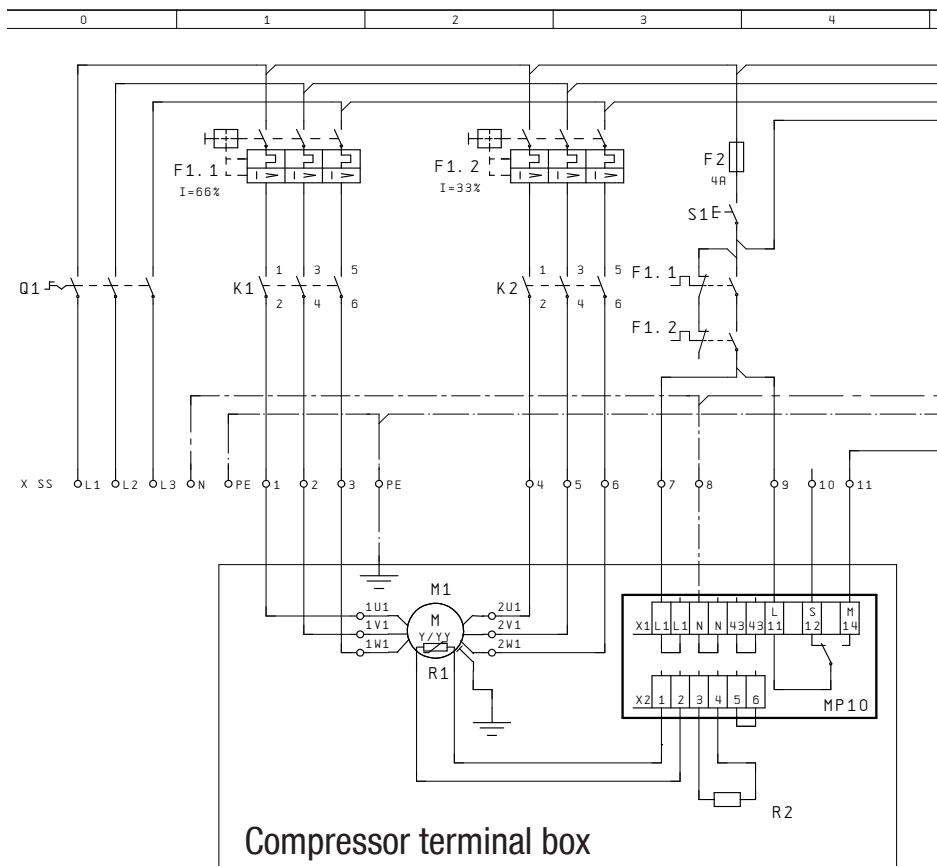 0 1 2 3 4
F1.1
I=66%
F1.2
I=33%
F2
4A
S1E
I> I> I>
I> I> I>
Q1
K1
1 3 5
2 4 6
K2
1 3 5
2 4 6
F1.1
F1.2
X SS L1 L2 L3 N PE 1 2 3 PE 4 5 6 7 8 9 10 11
M1
M
Y/YY
R1
1U1
1V1
1W1
2U1
2V1
2W1
L S M
X1 L1 L1 N N 43 43 11 12 14
X2 1 2 3 4 5 6
MP10
R2
Compressor terminal box